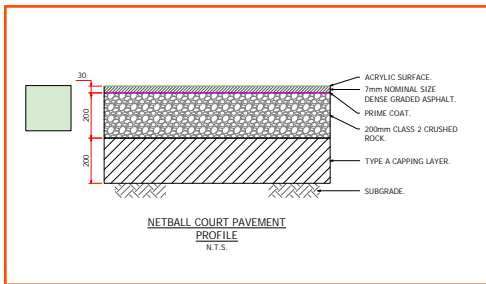 30
200
200
ACRYLIC SURFACE.
7mm NOMINAL SIZE
DENSE GRADED ASPHALT.
PRIME COAT.
200mm CLASS 2 CRUSHED
ROCK.
TYPE A CAPPING LAYER.
SUBGRADE.
NETBALL COURT PAVEMENT
PROFILE
N.T.S.